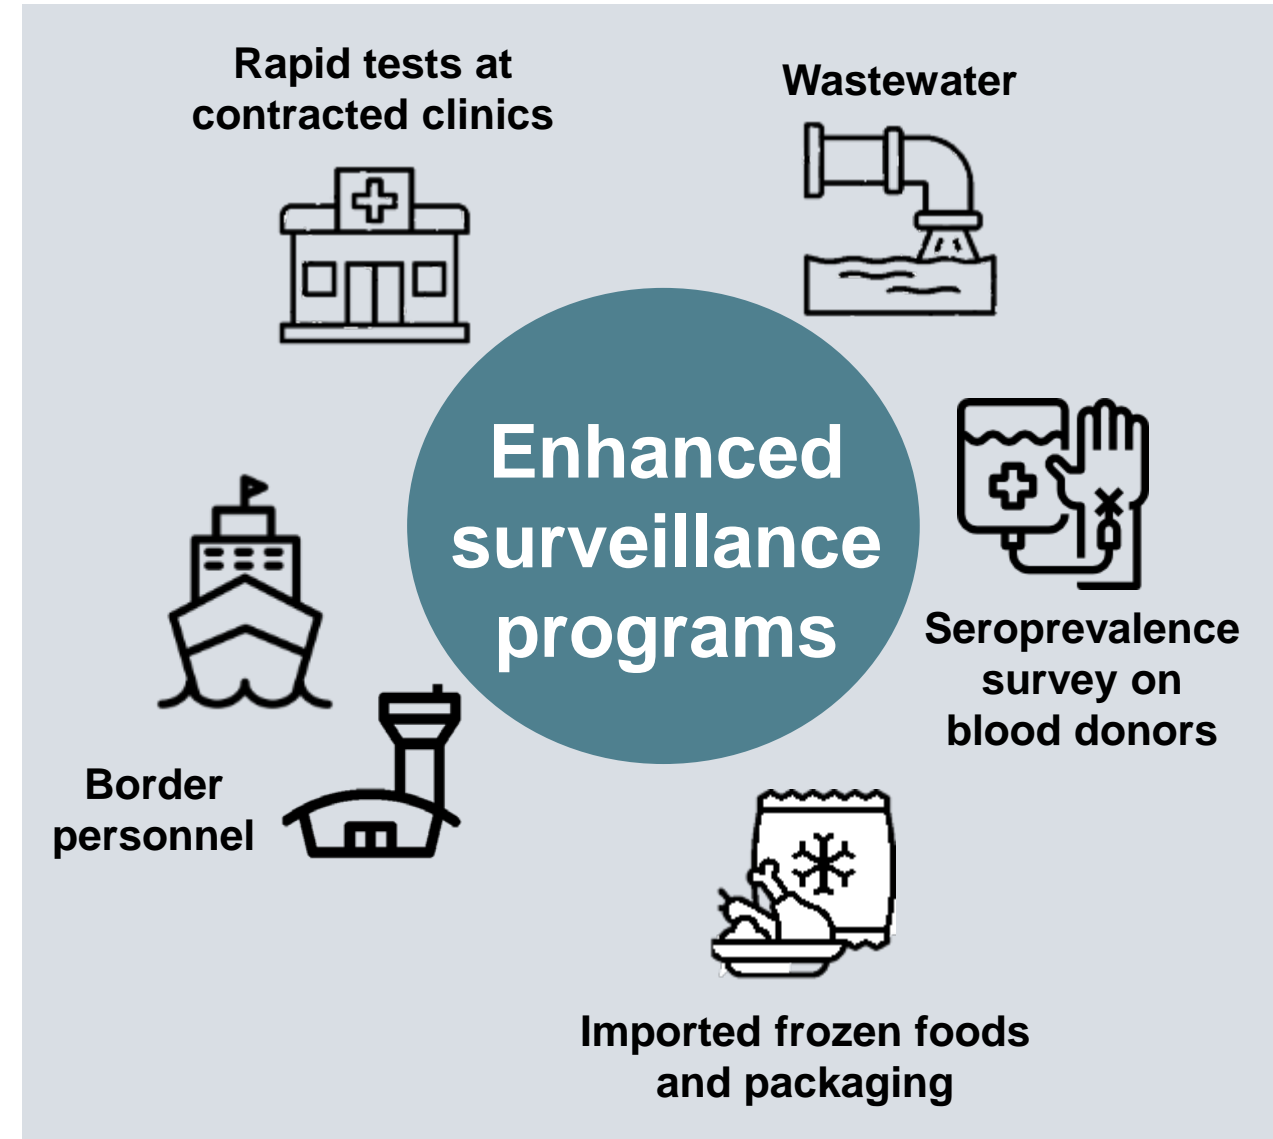 Rapid tests at
contracted clinics
Wastewater
Enhanced
surveillance
programs
Seroprevalence
survey on
blood donors
Border
personnel
Imported frozen foods
and packaging